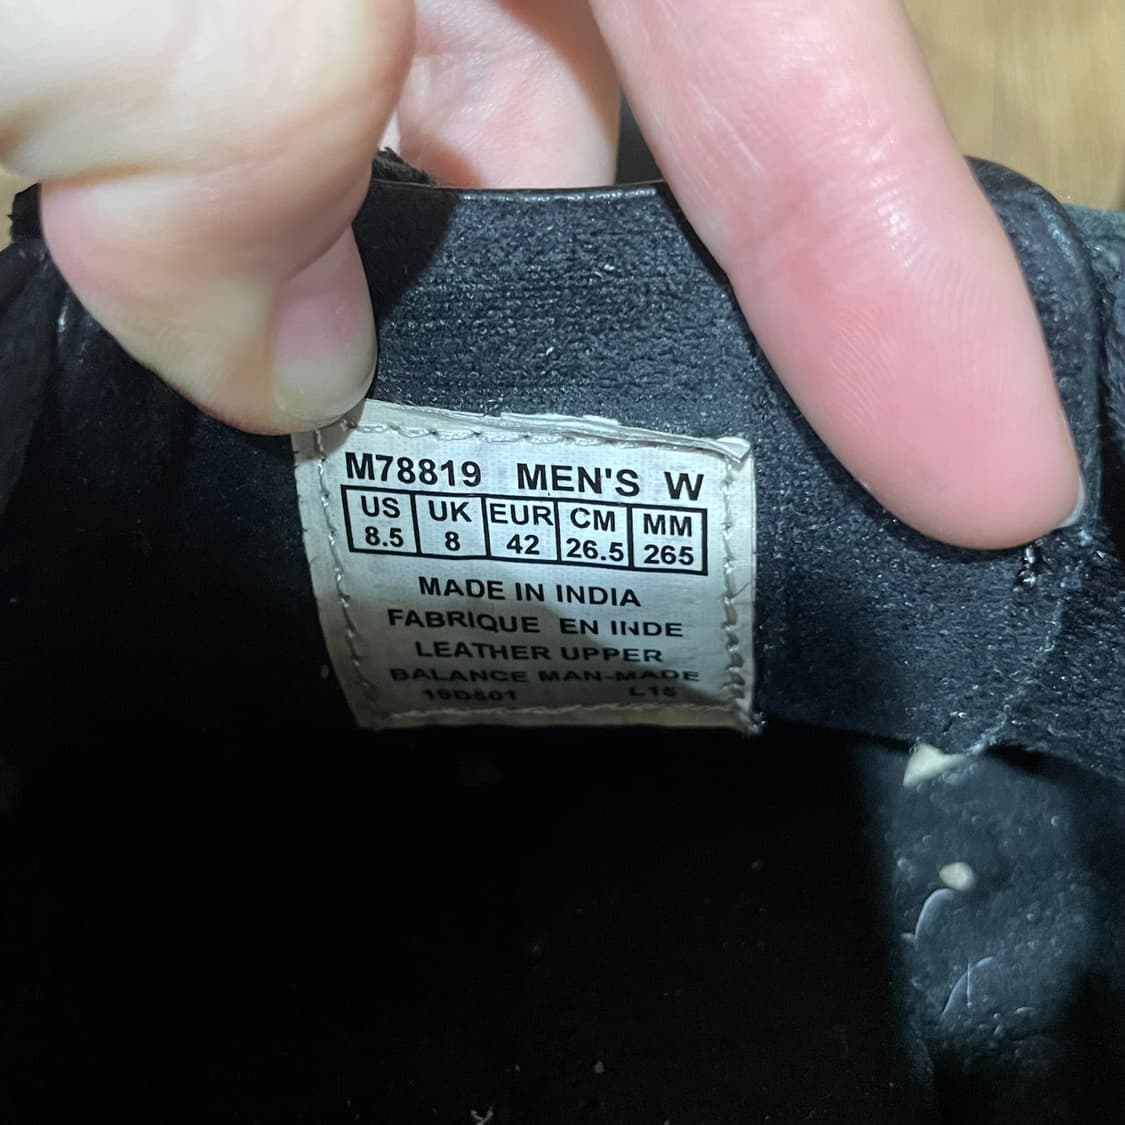 M78819 MEN'S W
US UK EUR CM MM
8.5 8 42 26.5 265
MADE IN INDIA
FABRIQUE EN INDE
LEATHER UPPER
BALANCE MAN-MADE
L16